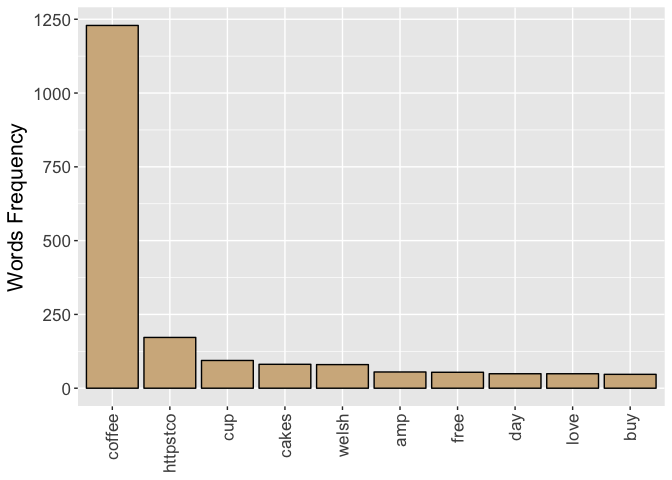 Words Frequency
1250
1000
750
500
250
0
coffee
httpstco
cup
cakes
welsh
amp
free
day
love
buy